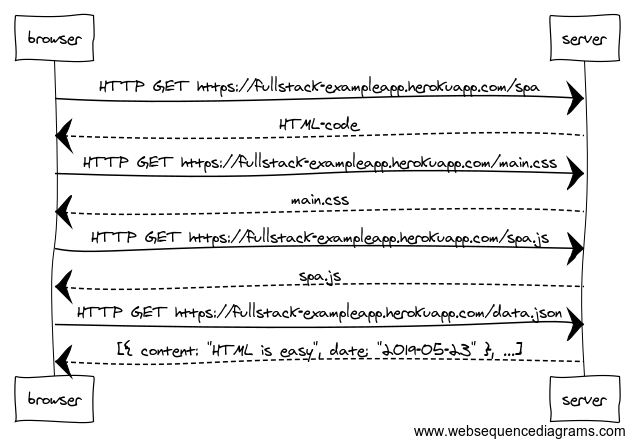 browser server
HTTP GET https://fullstack-exampleapp.herokuapp.com/spa
HTML-code
HTTP GET https://fullstack-exampleapp.herokuapp.com/main.css
main.css
HTTP GET https://fullstack-exampleapp.herokuapp.com/spa.js
spa.js
HTTP GET https://fullstack-exampleapp.herokuapp.com/data.json
[{ content: "HTML is easy", date: "2019-05-23" }, ...]
browser server
www.websequencediagrams.com